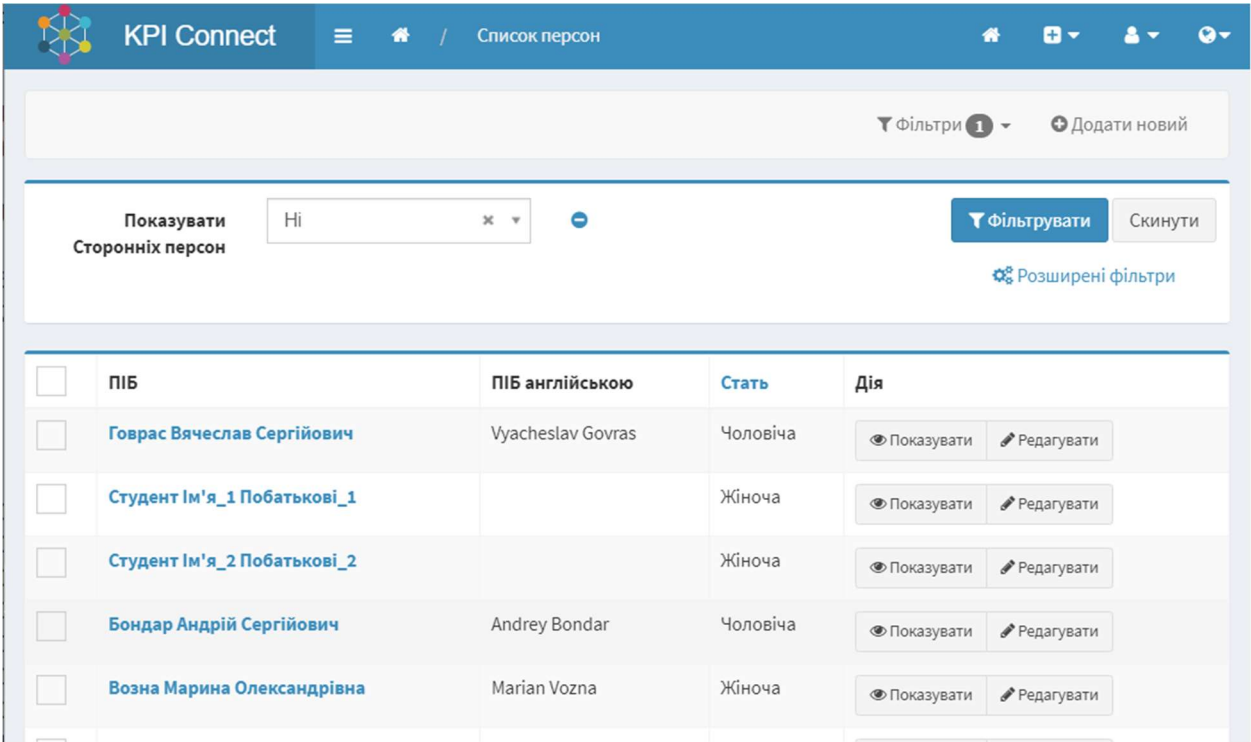 KPI Connect / Список персон
Фільтри 1 Додати новий
Показувати Сторонніх персон Ні Фільтрувати Скинути
Розширені фільтри
ПІБ ПІБ англійською Стать Дія
Говрас Вячеслав Сергійович Vyacheslav Govras Чоловіча Показувати Редагувати
Студент Ім'я_1 Побатькові_1 Жіноча Показувати Редагувати
Студент Ім'я_2 Побатькові_2 Жіноча Показувати Редагувати
Бондар Андрій Сергійович Andrey Bondar Чоловіча Показувати Редагувати
Возна Марина Олександрівна Marian Vozna Жіноча Показувати Редагувати